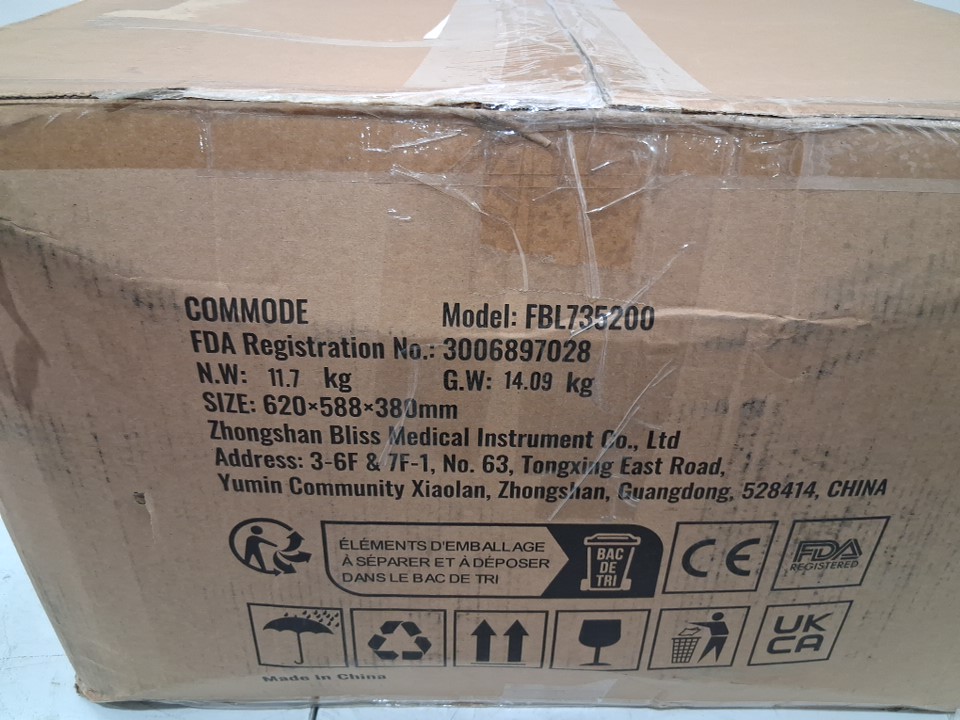 COMMODE Model: FBL735200
FDA Registration No.: 3006897028
N.W: 11.7 kg G.W: 14.09 kg
SIZE: 620×588×380mm
Zhongshan Bliss Medical Instrument Co., Ltd
Address: 3-6F & 7F-1, No. 63, Tongxing East Road,
Yumin Community Xiaolan, Zhongshan, Guangdong, 528414, CHINA
ÉLÉMENTS D'EMBALLAGE
À SÉPARER ET À DÉPOSER
DANS LE BAC DE TRI
BAC
DE
TRI
CE
FDA
REGISTERED
UK
CA
Made in China